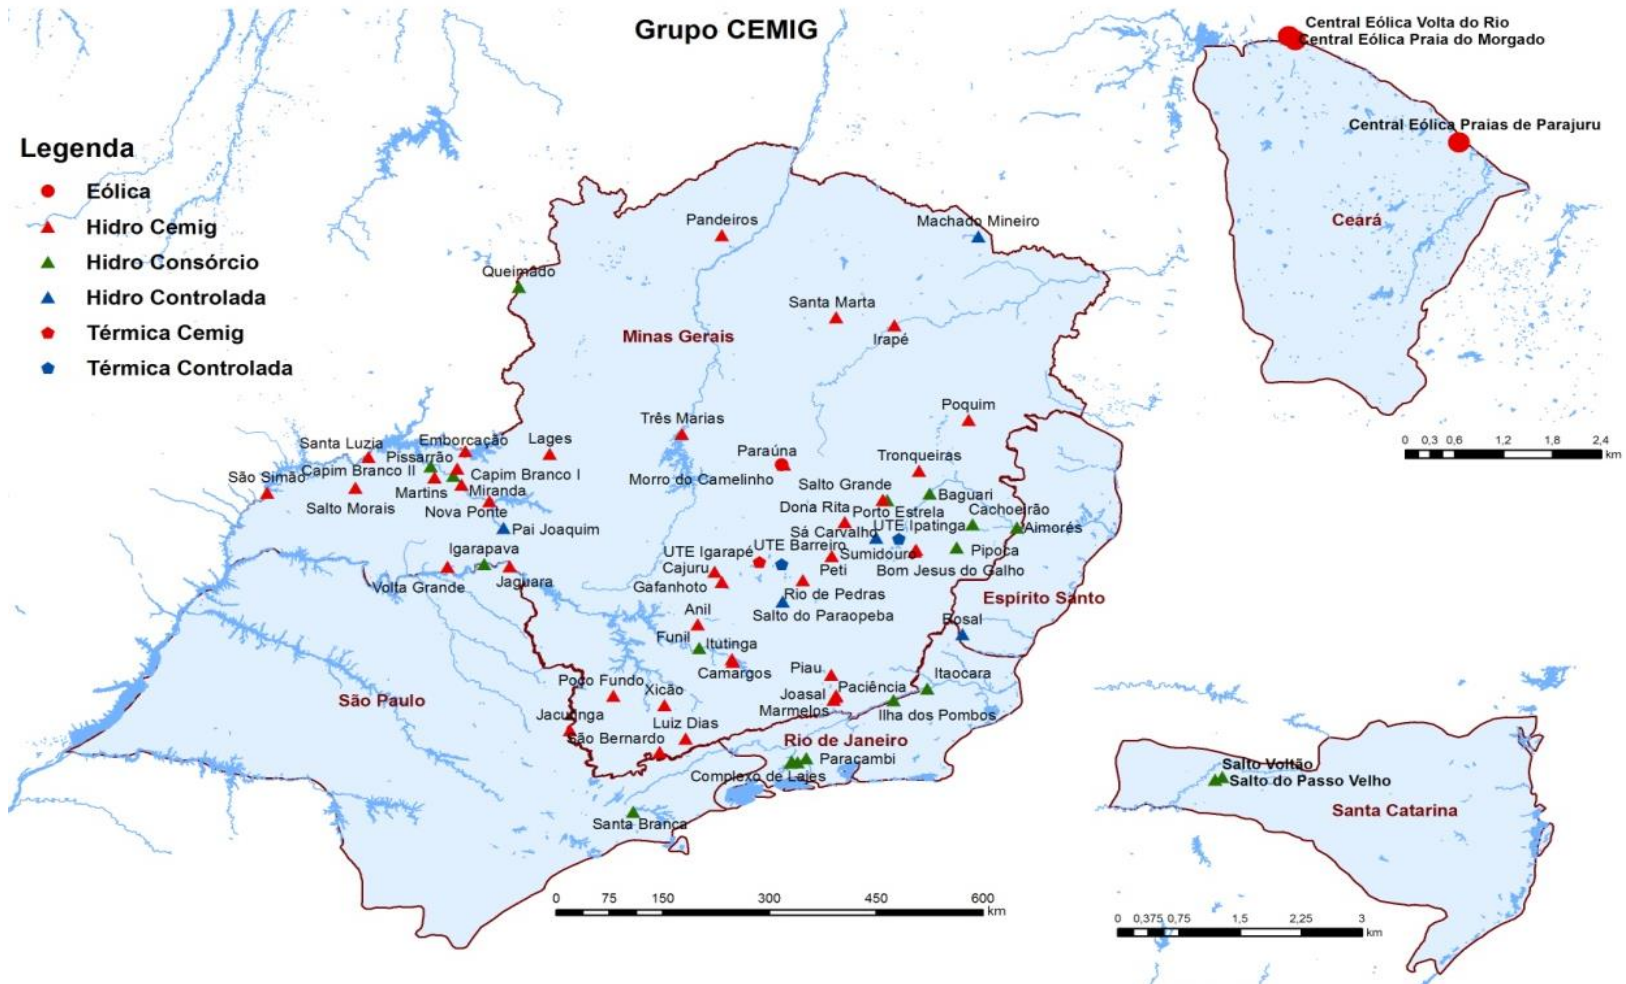 Grupo CEMIG
Legenda
Eólica
Hidro Cemig
Hidro Consórcio
Hidro Controlada
Térmica Cemig
Térmica Controlada
Central Eólica Volta do Rio
Central Eólica Praia do Morgado
Central Eólica Praias de Parajuru
Ceará
0 0,3 0,6 1,2 1,8 2,4
km
Pandeiros
Machado Mineiro
Queimado
Santa Marta
Minas Gerais
Irapé
Poquim
Três Marias
Santa Luzia
Emborcação
Lages
Paraúna
Pissarrão
Tronqueiras
Capim Branco II
São Simão
Capim Branco I
Morro do Camelinho
Salto Grande
Martins
Miranda
Baguari
Salto Morais
Nova Ponte
Dona Rita
Porto Estrela
Cachoeirão
Pai Joaquim
Sá Carvalho
UTE Ipatinga
Aimorés
UTE Igarapé
UTE Barreiro
Sumidouro
Pipoca
Igarapava
Cajuru
Peti
Bom Jesus do Galho
Volta Grande
Jaguara
Gafanhoto
Rio de Pedras
Espírito Santo
Anil
Salto do Paraopeba
Rosal
Funil
Itutinga
Camargos
Piau
Itaocara
Poço Fundo
Xicão
Joasal
Paciência
São Paulo
Marmelos
Ilha dos Pombos
Jacutinga
Luiz Dias
São Bernardo
Rio de Janeiro
Paracambi
Complexo de Lajes
Santa Branca
0 75 150 300 450 600
km
Salto Voltão
Salto do Passo Velho
Santa Catarina
0 0,375 0,75 1,5 2,25 3
km